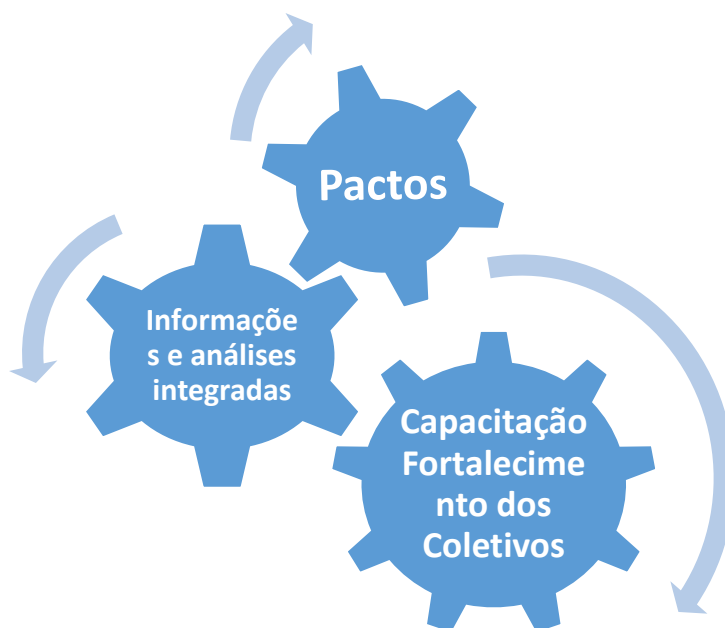 Pactos
Informaçõe
s e análises
integradas
Capacitação
Fortalecime
nto dos
Coletivos